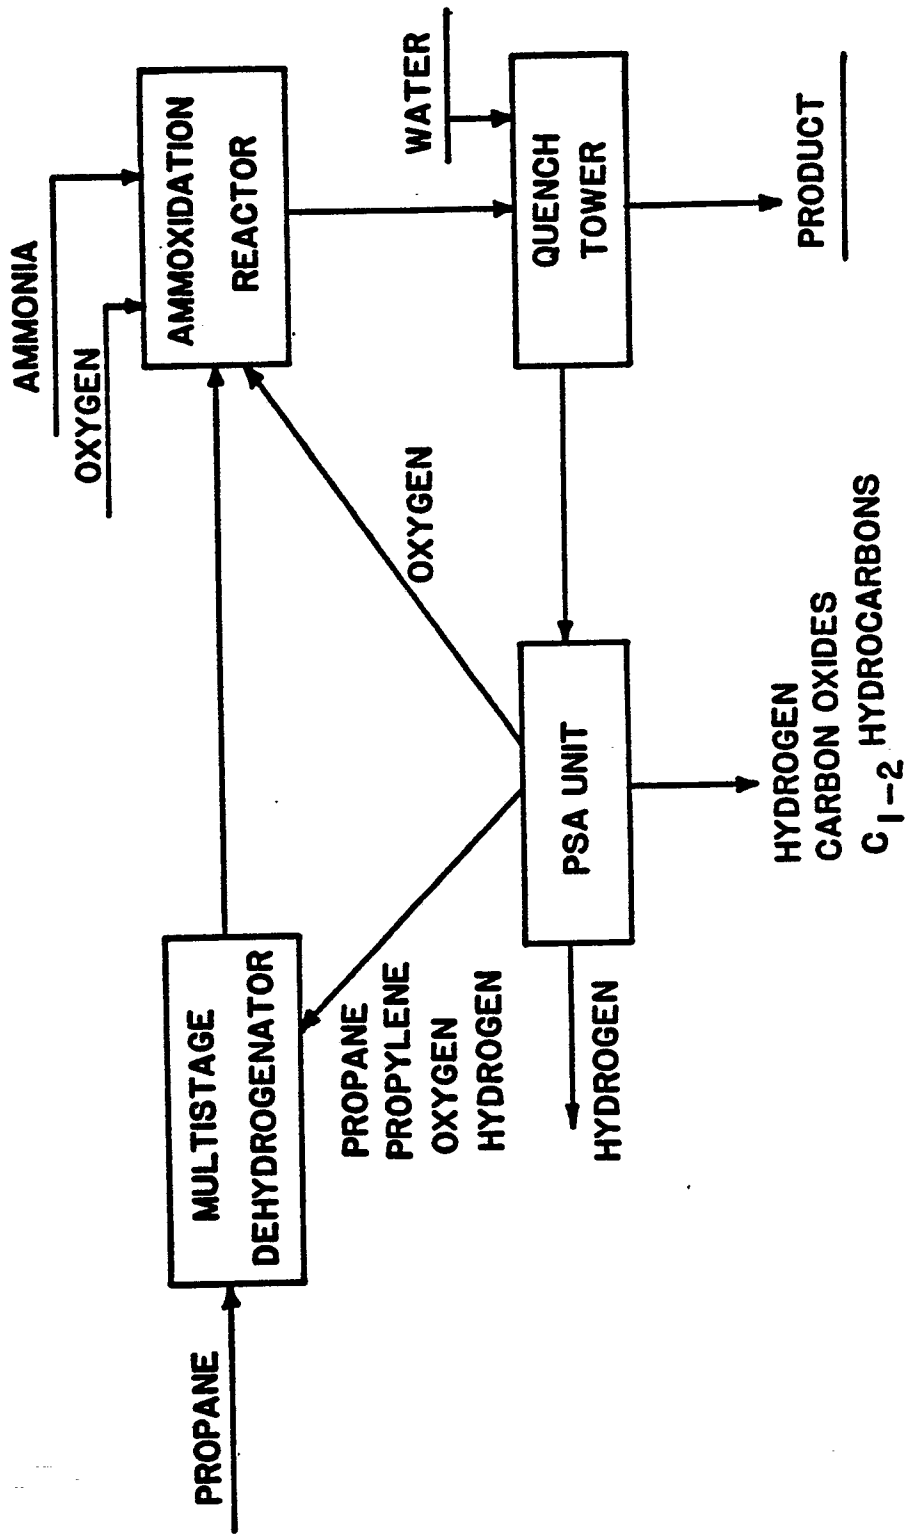 AMMONIA
OXYGEN
AMMOXIDATION
REACTOR
WATER
QUENCH
TOWER
PRODUCT
OXYGEN
MULTISTAGE
DEHYDROGENATOR
PROPANE
PROPANE
PROPYLENE
OXYGEN
HYDROGEN
PSA UNIT
HYDROGEN
HYDROGEN
CARBON OXIDES
C1-2 HYDROCARBONS